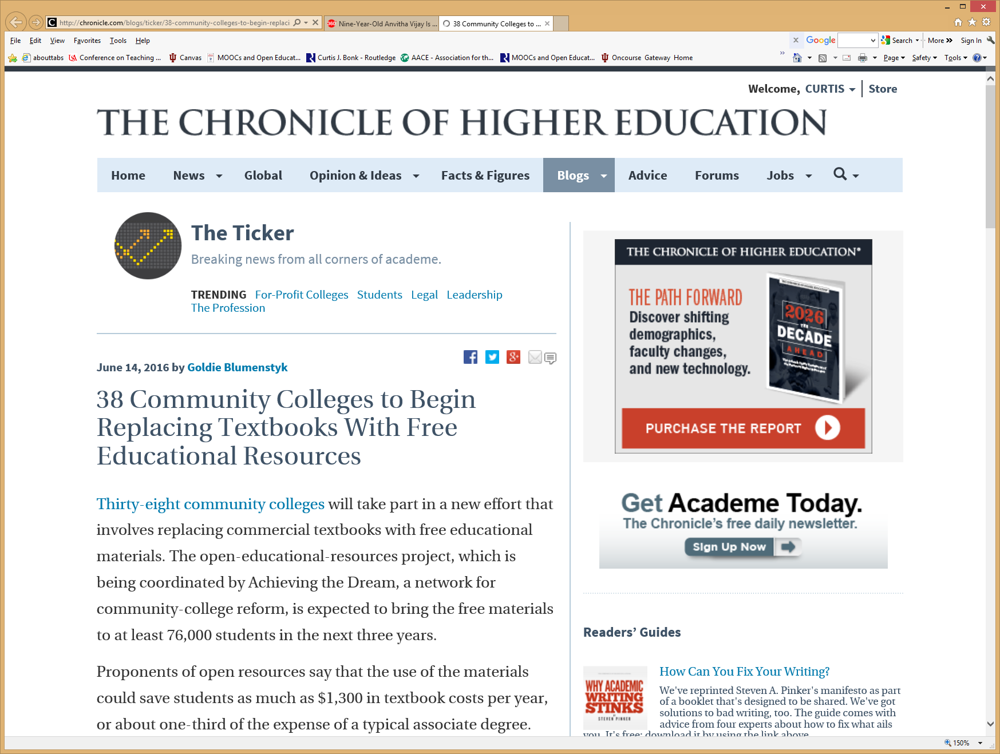 http://chronicle.com/blogs/ticker/38-community-colleges-to-begin-replaci
Nine-Year-Old Anvitha Vijay Is ...
38 Community Colleges to ...
File Edit View Favorites Tools Help
Google Search More » Sign In
abouttabs Conference on Teaching ... Canvas MOOCs and Open Educat... Curtis J. Bonk - Routledge AACE - Association for th... MOOCs and Open Educat... Oncourse Gateway Home
Page Safety Tools
Welcome, CURTIS Store
THE CHRONICLE OF HIGHER EDUCATION
Home News Global Opinion & Ideas Facts & Figures Blogs Advice Forums Jobs
The Ticker
Breaking news from all corners of academe.
TRENDING For-Profit Colleges Students Legal Leadership
The Profession
June 14, 2016 by Goldie Blumenstyk
38 Community Colleges to Begin
Replacing Textbooks With Free
Educational Resources
Thirty-eight community colleges will take part in a new effort that
involves replacing commercial textbooks with free educational
materials. The open-educational-resources project, which is
being coordinated by Achieving the Dream, a network for
community-college reform, is expected to bring the free materials
to at least 76,000 students in the next three years.
Proponents of open resources say that the use of the materials
could save students as much as $1,300 in textbook costs per year,
or about one-third of the expense of a typical associate degree.
THE CHRONICLE OF HIGHER EDUCATION®
THE PATH FORWARD
Discover shifting
demographics,
faculty changes,
and new technology.
2026
THE
DECADE
AHEAD
PURCHASE THE REPORT
Get Academe Today.
The Chronicle's free daily newsletter.
Sign Up Now
Readers' Guides
WHY ACADEMIC
WRITING
STINKS
BY
STEVEN PINKER
How Can You Fix Your Writing?
We've reprinted Steven A. Pinker's manifesto as part
of a booklet that's designed to be shared. We've got
solutions to bad writing, too. The guide comes with
advice from four experts about how to fix what ails
you. It's free: download it by using the link above.
150%